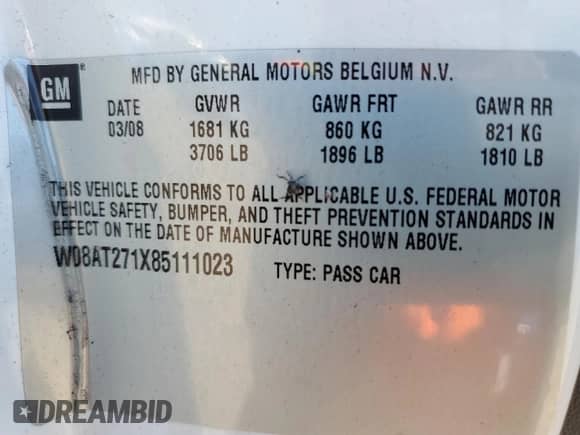 GM ®
MFD BY GENERAL MOTORS BELGIUM N.V.
DATE GVWR GAWR FRT GAWR RR
03/08 1681 KG 860 KG 821 KG
3706 LB 1896 LB 1810 LB
THIS VEHICLE CONFORMS TO ALL APPLICABLE U.S. FEDERAL MOTOR
VEHICLE SAFETY, BUMPER, AND THEFT PREVENTION STANDARDS IN
EFFECT ON THE DATE OF MANUFACTURE SHOWN ABOVE.
W08AT271X85111023 TYPE: PASS CAR
DREAMBID